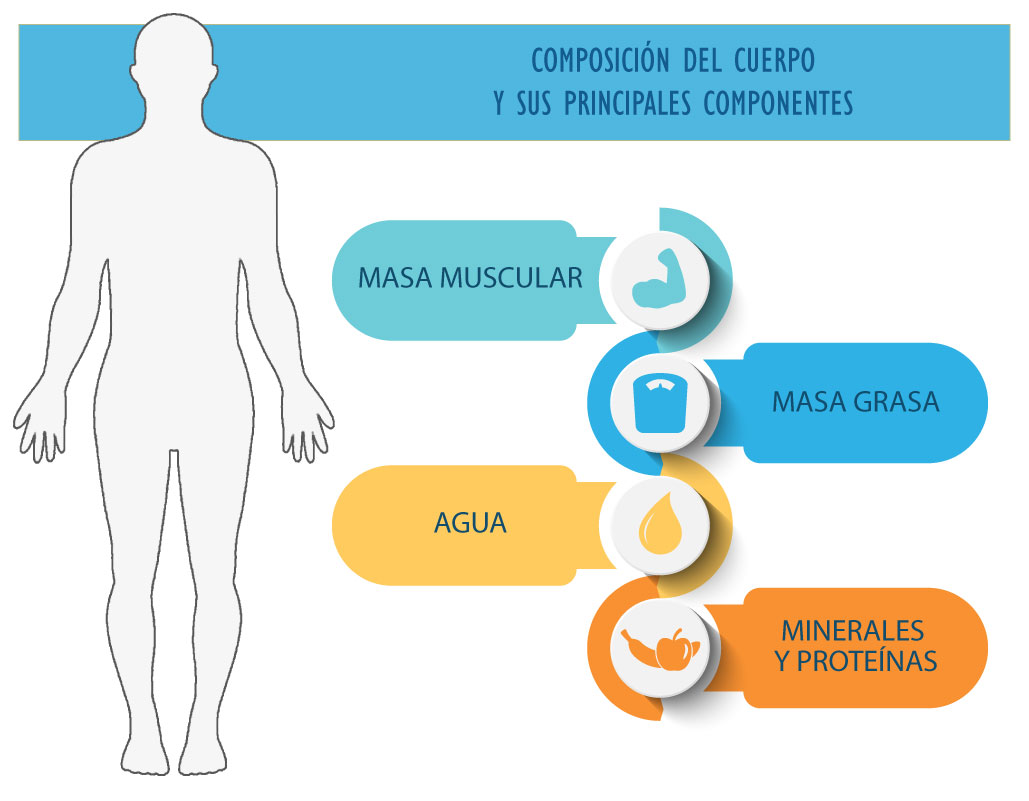 COMPOSICIÓN DEL CUERPO
Y SUS PRINCIPALES COMPONENTES
MASA MUSCULAR
MASA GRASA
AGUA
MINERALES
Y PROTEÍNAS